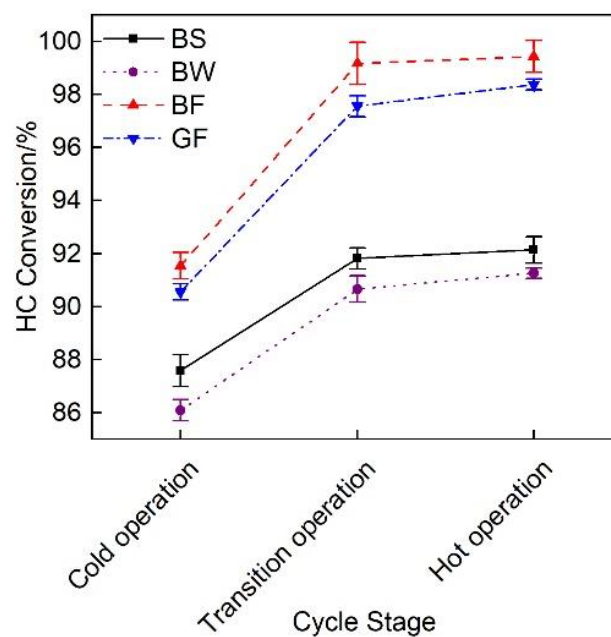 HC Conversion/%
100
98
96
94
92
90
88
86
BS
BW
BF
GF
Cold operation
Transition operation
Hot operation
Cycle Stage